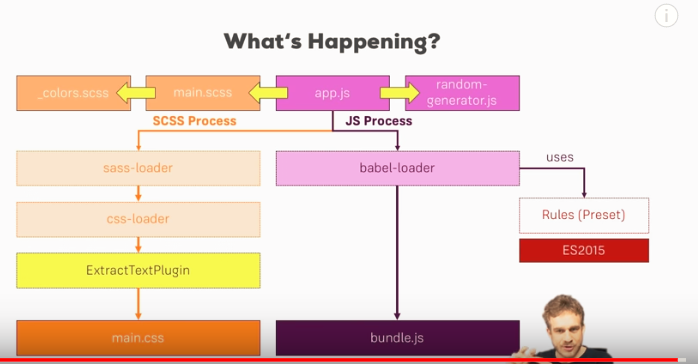 What's Happening?
_colors.scss
main.scss
app.js
random-
generator.js
SCSS Process
JS Process
sass-loader
babel-loader
uses
css-loader
Rules (Preset)
ES2015
ExtractTextPlugin
main.css
bundle.js